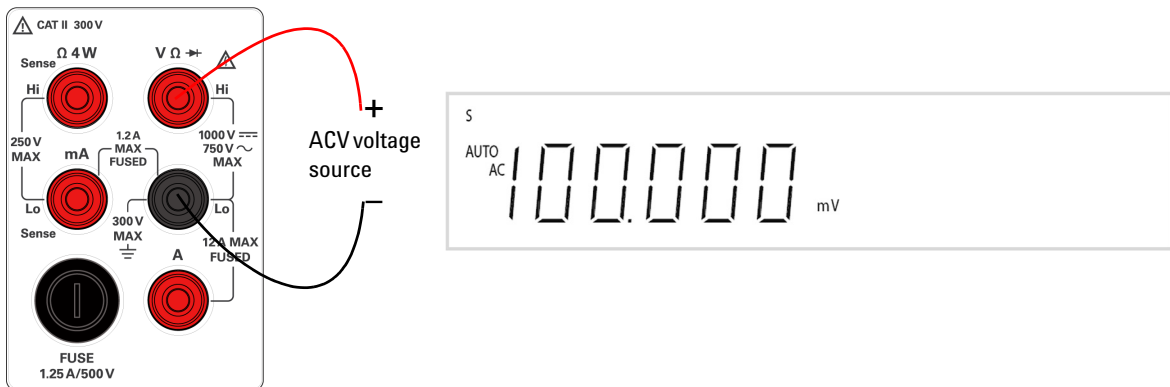 CAT II 300 V
Ω 4 W
Sense
Hi
V Ω
Hi
250 V
MAX
mA
1.2 A
MAX
FUSED
1000 V
750 V
MAX
Lo
Sense
300 V
MAX
Lo
12 A MAX
FUSED
A
FUSE
1.25 A/500 V
+
ACV voltage
source
–
S
AUTO
AC
100.000 mV